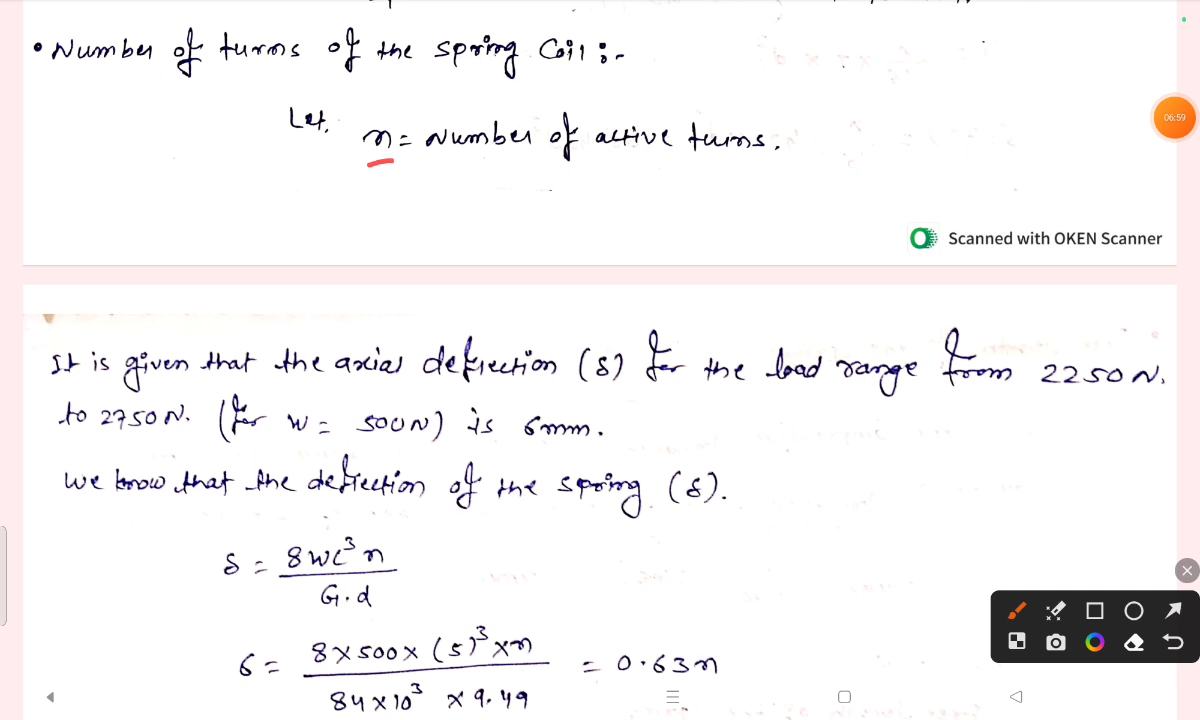 • Number of turns of the spring Coil :-
Let,
n = Number of active turns.
06:59
Scanned with OKEN Scanner
It is given that the axial deflection (δ) for the load range from 2250 N.
to 2750 N. (for W = 500N) is 6mm.
we know that the deflection of the spring (δ).
δ = 8WC³n / G.d
6 = 8 × 500 × (5)³ × n / 84 × 10³ × 9.49 = 0.63n